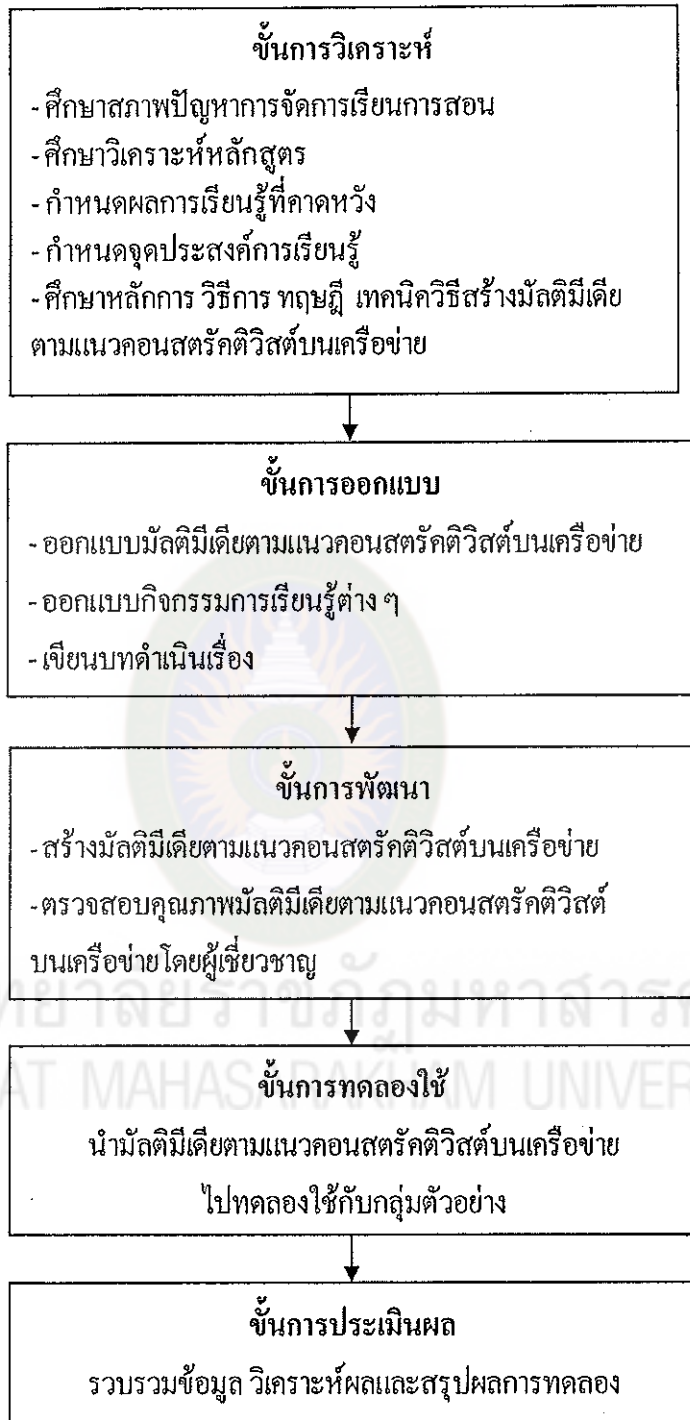 ขั้นการวิเคราะห์
- ศึกษาสภาพปัญหาการจัดการเรียนการสอน
- ศึกษาวิเคราะห์หลักสูตร
- กำหนดผลการเรียนรู้ที่คาดหวัง
- กำหนดจุดประสงค์การเรียนรู้
- ศึกษาหลักการ วิธีการ ทฤษฎี เทคนิควิธีสร้างมัลติมีเดีย
ตามแนวคอนสตรัคติวิสต์บนเครือข่าย
ขั้นการออกแบบ
- ออกแบบมัลติมีเดียตามแนวคอนสตรัคติวิสต์บนเครือข่าย
- ออกแบบกิจกรรมการเรียนรู้ต่าง ๆ
- เขียนบทดำเนินเรื่อง
ขั้นการพัฒนา
- สร้างมัลติมีเดียตามแนวคอนสตรัคติวิสต์บนเครือข่าย
- ตรวจสอบคุณภาพมัลติมีเดียตามแนวคอนสตรัคติวิสต์
บนเครือข่ายโดยผู้เชี่ยวชาญ
ทยาลัยราชภัฏมหาสารค
AT MAHASARAKHAM UNIVER
ขั้นการทดลองใช้
นำมัลติมีเดียตามแนวคอนสตรัคติวิสต์บนเครือข่าย
ไปทดลองใช้กับกลุ่มตัวอย่าง
ขั้นการประเมินผล
รวบรวมข้อมูล วิเคราะห์ผลและสรุปผลการทดลอง